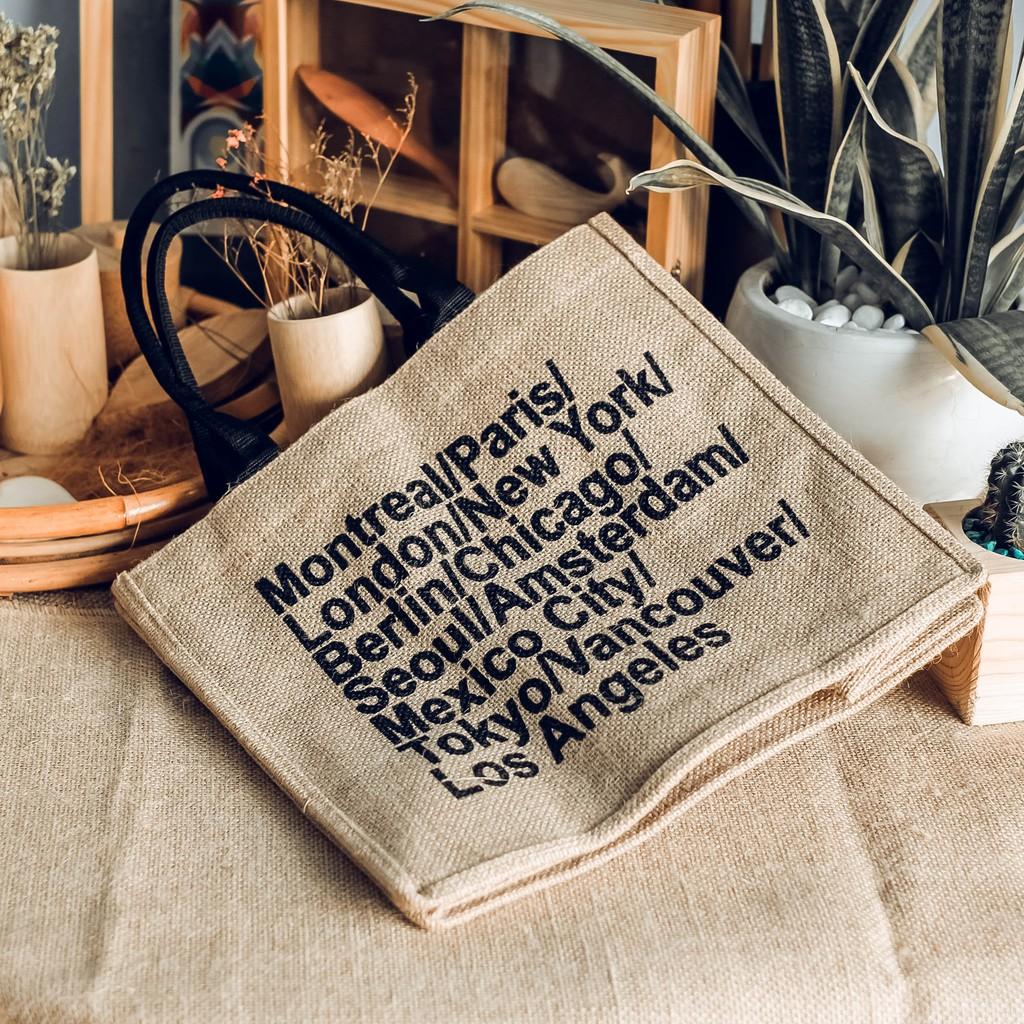 Montreal/Paris/
London/New York/
Berlin/Chicago/
Seoul/Amsterdam/
Mexico City/
Tokyo/Vancouver/
Los Angeles